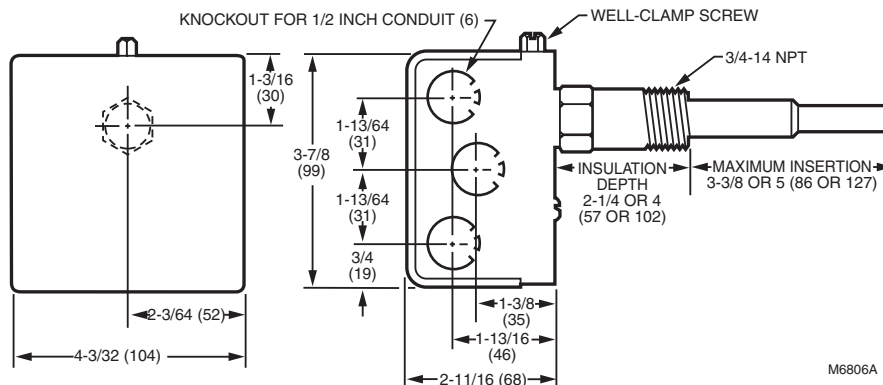 KNOCKOUT FOR 1/2 INCH CONDUIT (6)
WELL-CLAMP SCREW
3/4-14 NPT
1-3/16
(30)
1-13/64
(31)
3-7/8
(99)
1-13/64
(31)
3/4
(19)
INSULATION
DEPTH
2-1/4 OR 4
(57 OR 102)
MAXIMUM INSERTION
3-3/8 OR 5 (86 OR 127)
2-3/64 (52)
4-3/32 (104)
1-3/8
(35)
1-13/16
(46)
2-11/16 (68)
M6806A